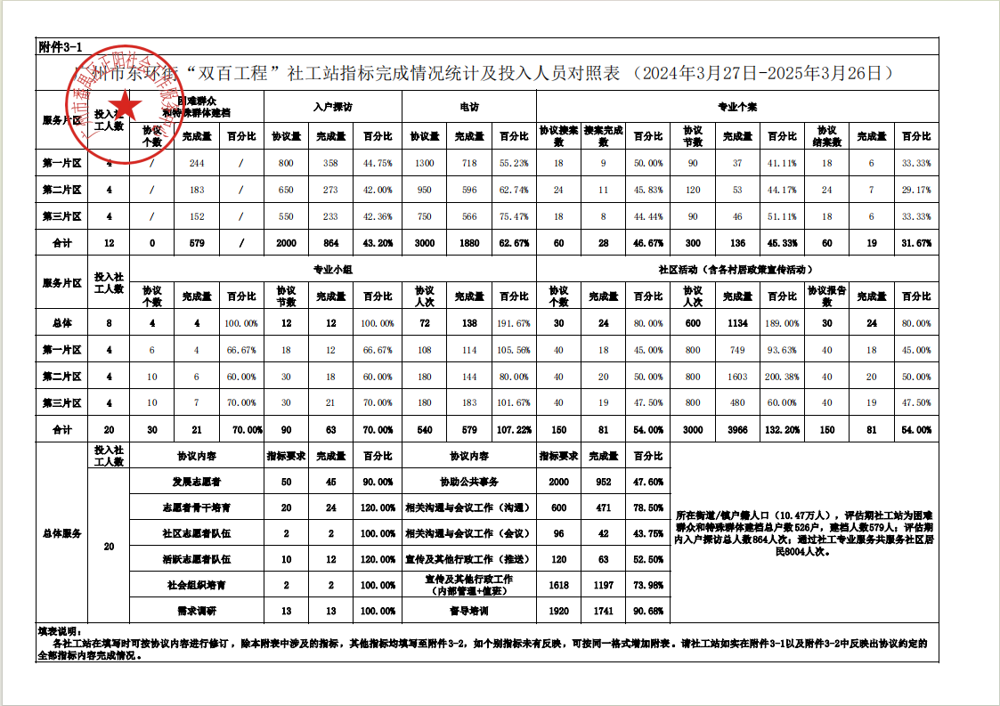 附件3-1
广州市东环街“双百工程”社工站指标完成情况统计及投入人员对照表 （2024年3月27日-2025年3月26日）
服务片区 投入社工人数 困难群众和特殊群体建档 入户探访 电访 专业个案
协议个数 完成量 百分比 协议量 完成量 百分比 协议量 完成量 百分比 协议接案数 接案完成数 百分比 协议节数 完成量 百分比 协议结案数 完成量 百分比
第一片区 4 / 244 / 800 358 44.75% 1300 718 55.23% 18 9 50.00% 90 37 41.11% 18 6 33.33%
第二片区 4 / 183 / 650 273 42.00% 950 596 62.74% 24 11 45.83% 120 53 44.17% 24 7 29.17%
第三片区 4 / 152 / 550 233 42.36% 750 566 75.47% 18 8 44.44% 90 46 51.11% 18 6 33.33%
合计 12 0 579 / 2000 864 43.20% 3000 1880 62.67% 60 28 46.67% 300 136 45.33% 60 19 31.67%
服务片区 投入社工人数 专业小组 社区活动（含各村居政策宣传活动）
协议个数 完成量 百分比 协议节数 完成量 百分比 协议人次 完成量 百分比 协议个数 完成量 百分比 协议人次 完成量 百分比 协议报告数 完成量 百分比
总体 8 4 4 100.00% 12 12 100.00% 72 138 191.67% 30 24 80.00% 600 1134 189.00% 30 24 80.00%
第一片区 4 6 4 66.67% 18 12 66.67% 108 114 105.56% 40 18 45.00% 800 749 93.63% 40 18 45.00%
第二片区 4 10 6 60.00% 30 18 60.00% 180 144 80.00% 40 20 50.00% 800 1603 200.38% 40 20 50.00%
第三片区 4 10 7 70.00% 30 21 70.00% 180 183 101.67% 40 19 47.50% 800 480 60.00% 40 19 47.50%
合计 20 30 21 70.00% 90 63 70.00% 540 579 107.22% 150 81 54.00% 3000 3966 132.20% 150 81 54.00%
总体服务 投入社工人数 协议内容 指标要求 完成量 百分比 协议内容 指标要求 完成量 百分比
20
发展志愿者 50 45 90.00% 协助公共事务 2000 952 47.60%
志愿者骨干培育 20 24 120.00% 相关沟通与会议工作（沟通） 600 471 78.50%
社区志愿者队伍 2 2 100.00% 相关沟通与会议工作（会议） 96 42 43.75%
活跃志愿者队伍 10 12 120.00% 宣传及其他行政工作（推送） 120 63 52.50%
社会组织培育 2 2 100.00% 宣传及其他行政工作（内部管理+值班） 1618 1197 73.98%
需求调研 13 13 100.00% 督导培训 1920 1741 90.68%
所在街道/镇户籍人口（10.47万人），评估期社工站为困难
群众和特殊群体建档总户数526户，建档人数579人；评估期
内入户探访总人数864人次；通过社工专业服务共服务社区居
民8004人次。
填表说明：
各社工站在填写时可按协议内容进行修订，除本附表中涉及的指标，其他指标均填写至附件3-2，如个别指标未有反映，可按同一格式增加附表。请社工站如实在附件3-1以及附件3-2中反映出协议约定的
全部指标内容完成情况。